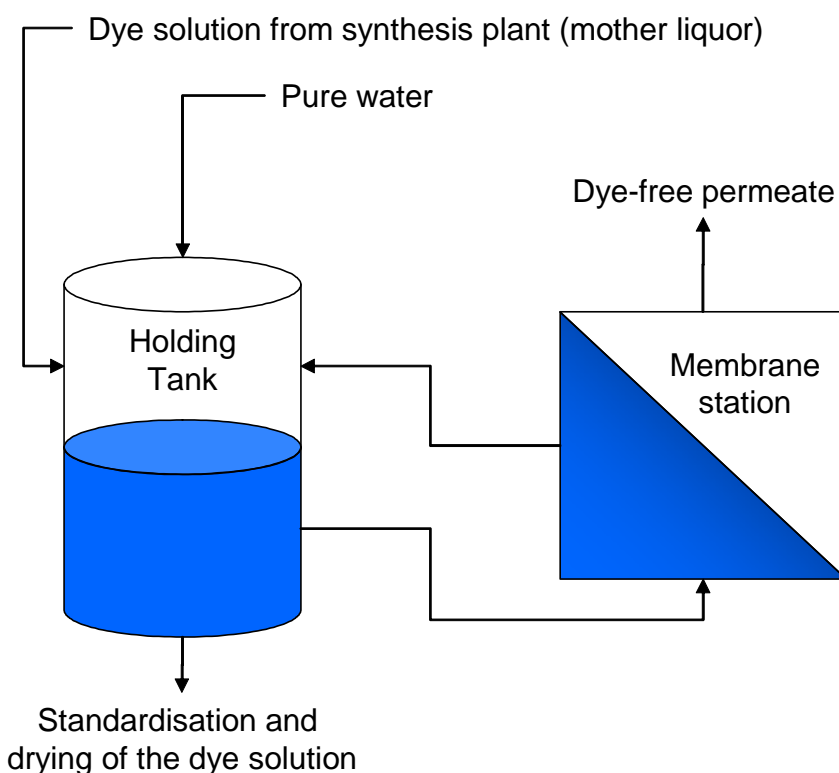 Dye solution from synthesis plant (mother liquor)
Pure water
Dye-free permeate
Holding
Tank
Membrane
station
Standardisation and
drying of the dye solution